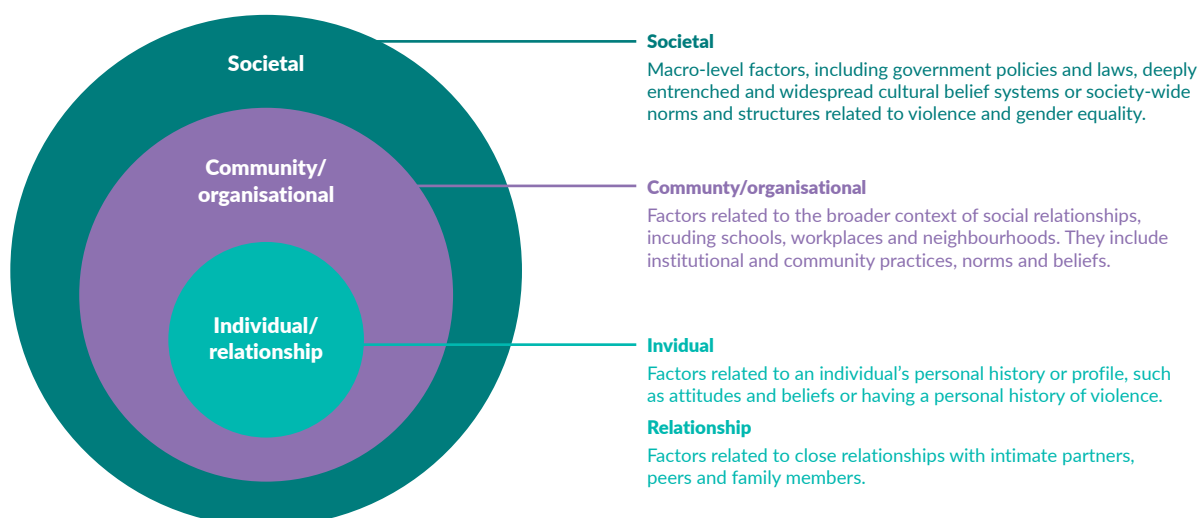 Societal
Community/
organisational
Individual/
relationship
Societal
Macro-level factors, including government policies and laws, deeply
entrenched and widespread cultural belief systems or society-wide
norms and structures related to violence and gender equality.
Communty/organisational
Factors related to the broader context of social relationships,
incuding schools, workplaces and neighbourhoods. They include
institutional and community practices, norms and beliefs.
Invidual
Factors related to an individual’s personal history or profile, such
as attitudes and beliefs or having a personal history of violence.
Relationship
Factors related to close relationships with intimate partners,
peers and family members.